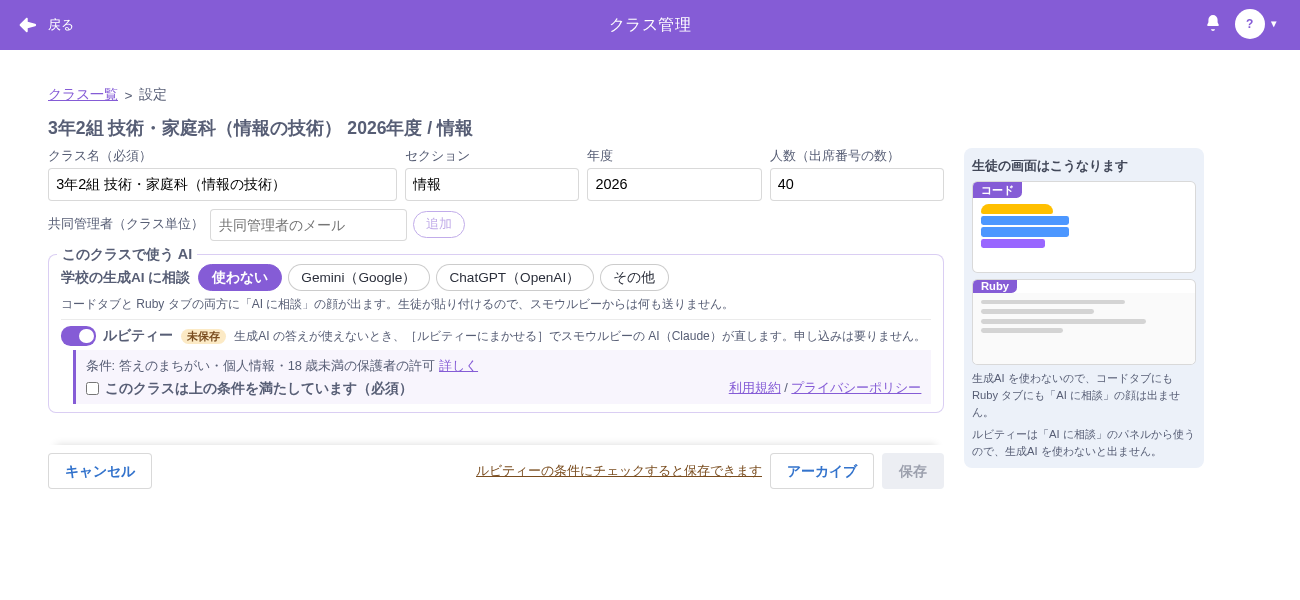 戻る
クラス管理
?
▼
クラス一覧 > 設定
3年2組 技術・家庭科（情報の技術） 2026年度 / 情報
クラス名（必須） セクション 年度 人数（出席番号の数）
3年2組 技術・家庭科（情報の技術） 情報 2026 40
共同管理者（クラス単位） 共同管理者のメール 追加
このクラスで使う AI
学校の生成AI に相談 使わない Gemini（Google） ChatGPT（OpenAI） その他
コードタブと Ruby タブの両方に「AI に相談」の顔が出ます。生徒が貼り付けるので、スモウルビーからは何も送りません。
ルビティー 未保存 生成AI の答えが使えないとき、［ルビティーにまかせる］でスモウルビーの AI（Claude）が直します。申し込みは要りません。
条件: 答えのまちがい・個人情報・18 歳未満の保護者の許可 詳しく
このクラスは上の条件を満たしています（必須） 利用規約 / プライバシーポリシー
キャンセル ルビティーの条件にチェックすると保存できます アーカイブ 保存
生徒の画面はこうなります
コード
Ruby
生成AI を使わないので、コードタブにも
Ruby タブにも「AI に相談」の顔は出ませ
ん。
ルビティーは「AI に相談」のパネルから使う
ので、生成AI を使わないと出ません。